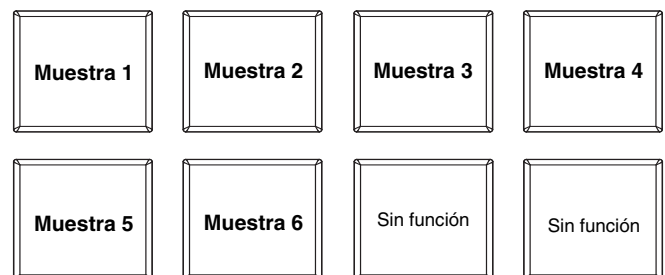 Muestra 1
Muestra 2
Muestra 3
Muestra 4
Muestra 5
Muestra 6
Sin función
Sin función